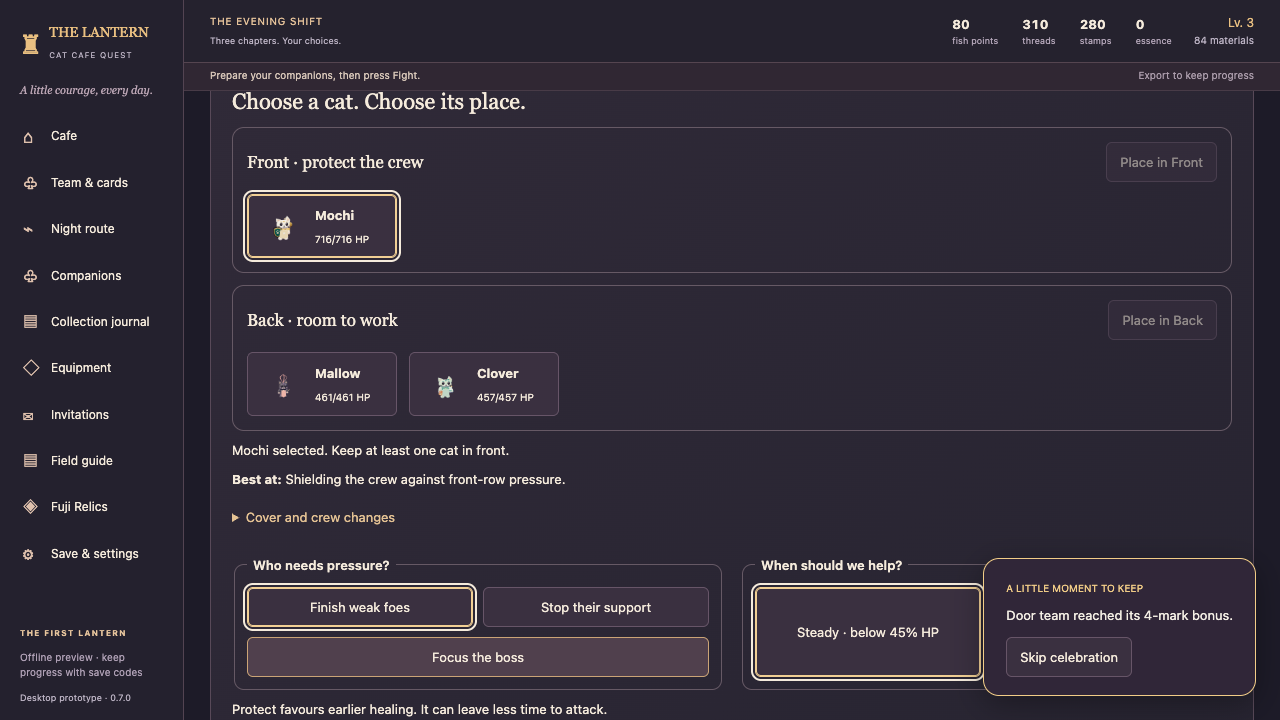 THE LANTERN
CAT CAFE QUEST
A little courage, every day.
Cafe
Team & cards
Night route
Companions
Collection journal
Equipment
Invitations
Field guide
Fuji Relics
Save & settings
THE FIRST LANTERN
Offline preview · keep
progress with save codes
Desktop prototype · 0.7.0
THE EVENING SHIFT
Three chapters. Your choices.
80
fish points
310
threads
280
stamps
0
essence
Lv. 3
84 materials
Prepare your companions, then press Fight.
Export to keep progress
Choose a cat. Choose its place.
Front · protect the crew
Place in Front
Mochi
716/716 HP
Back · room to work
Place in Back
Mallow
461/461 HP
Clover
457/457 HP
Mochi selected. Keep at least one cat in front.
Best at: Shielding the crew against front-row pressure.
Cover and crew changes
Who needs pressure?
Finish weak foes
Stop their support
Focus the boss
When should we help?
Steady · below 45% HP
A LITTLE MOMENT TO KEEP
Door team reached its 4-mark bonus.
Skip celebration
Protect favours earlier healing. It can leave less time to attack.